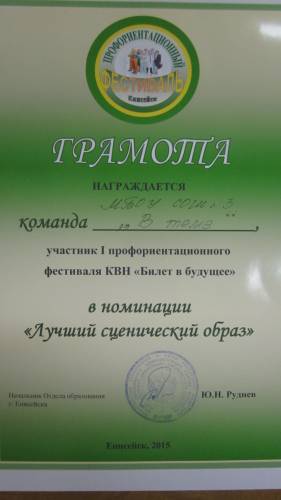 ПРОФОРИЕНТАЦИОННЫЙ
ФЕСТИВАЛЬ
Енисейск
ГРАМОТА
НАГРАЖДАЕТСЯ
МБОУ СОШ № 3
команда „В теме“,
участник I профориентационного
фестиваля КВН «Билет в будущее»
в номинации
«Лучший сценический образ»
Начальник Отдела образования
г. Енисейска
Ю.Н. Руднев
Енисейск, 2015